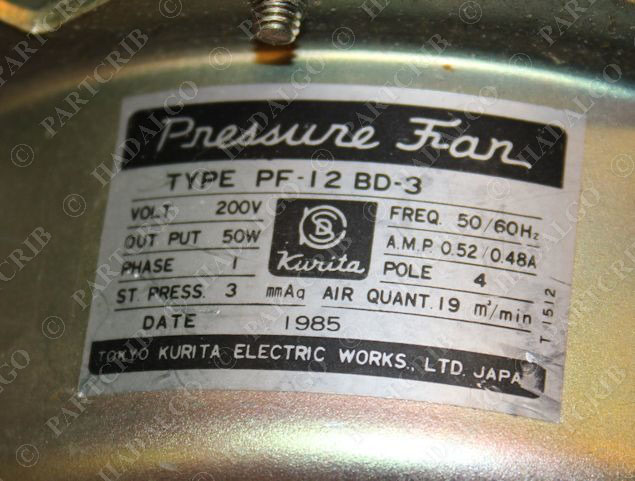 Pressure Fan
TYPE PF-12 BD-3
VOLT 200V
OUT PUT 50W
PHASE 1
Kurita
FREQ. 50/60Hz
A.M.P. 0.52/0.48A
POLE 4
ST. PRESS. 3 mmAq AIR QUANT. 19 m³/min
DATE 1985
T 1512
TOKYO KURITA ELECTRIC WORKS., LTD. JAPA
© PARTCRIB
© HADALGO